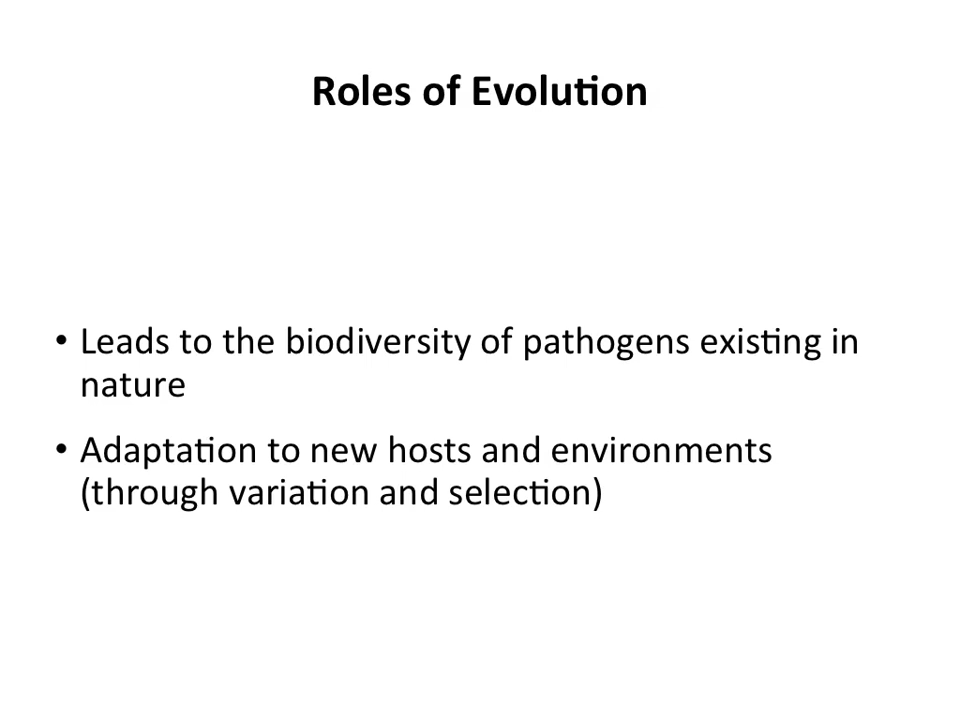 Roles of Evolution
• Leads to the biodiversity of pathogens existing in
nature
• Adaptation to new hosts and environments
(through variation and selection)